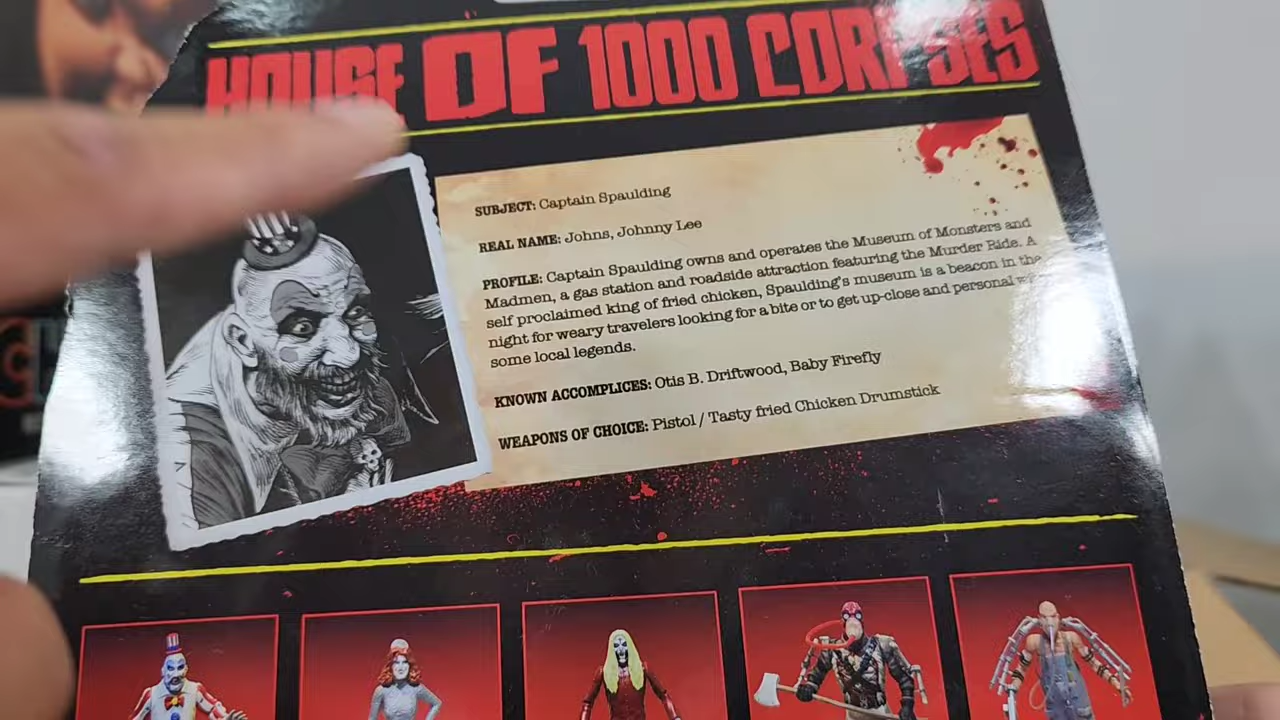 HOUSE OF 1000 CORPSES
SUBJECT: Captain Spaulding
REAL NAME: Johns, Johnny Lee
PROFILE: Captain Spaulding owns and operates the Museum of Monsters and
Madmen, a gas station and roadside attraction featuring the Murder Ride. A
self proclaimed king of fried chicken, Spaulding's museum is a beacon in the
night for weary travelers looking for a bite or to get up-close and personal
some local legends.
KNOWN ACCOMPLICES: Otis B. Driftwood, Baby Firefly
WEAPONS OF CHOICE: Pistol / Tasty fried Chicken Drumstick